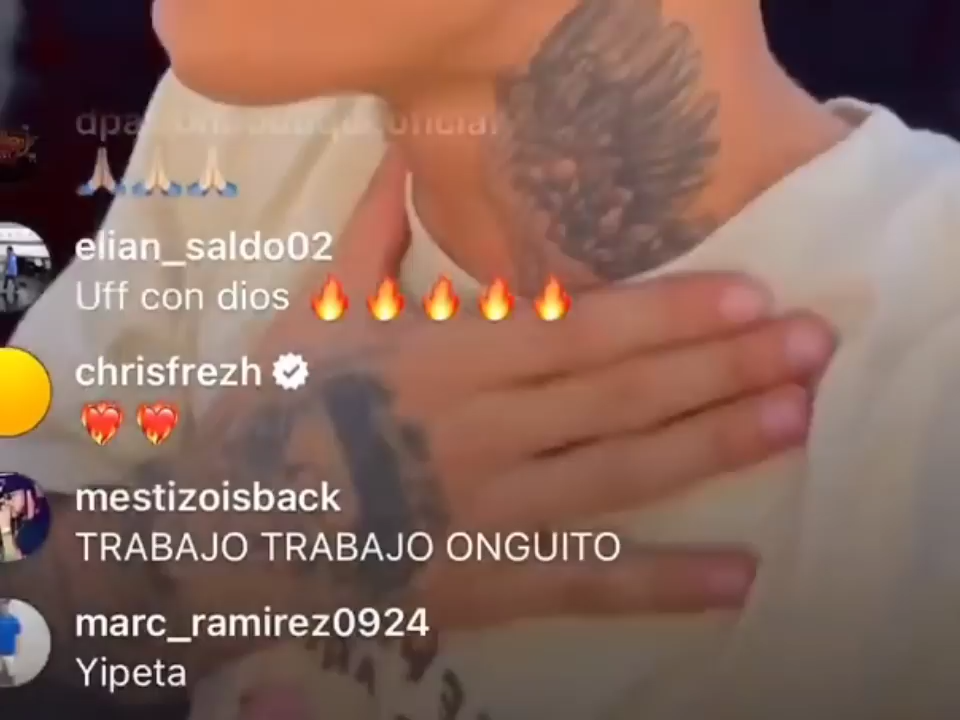 🙏🏻🙏🏻🙏🏻
elian_saldo02
Uff con dios 🔥🔥🔥🔥🔥
chrisfrezh
❤️‍🔥❤️‍🔥
mestizoisback
TRABAJO TRABAJO ONGUITO
marc_ramirez0924
Yipeta